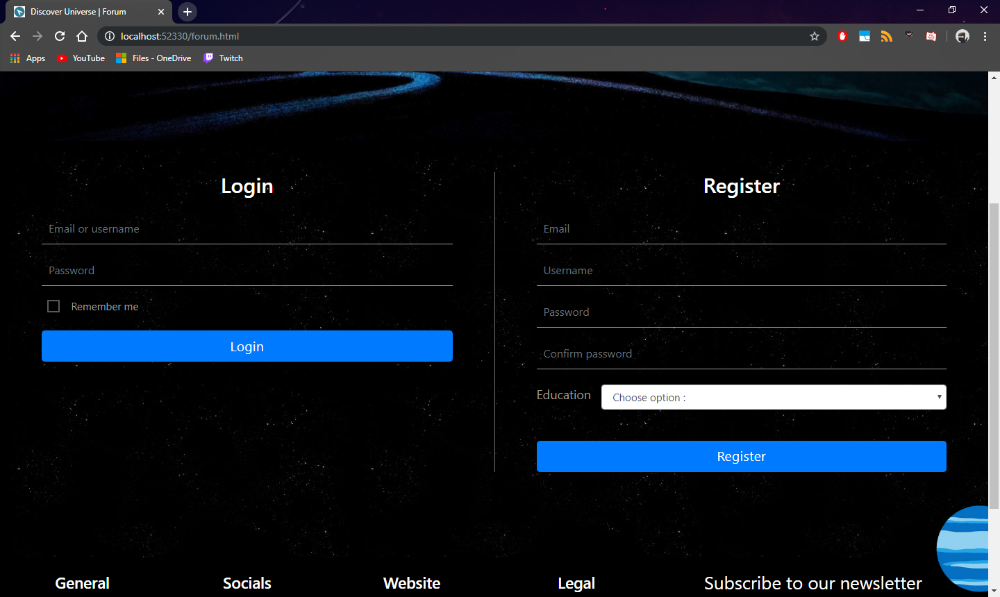 Discover Universe | Forum
localhost:52330/forum.html
Apps YouTube Files - OneDrive Twitch
Login
Email or username
Password
Remember me
Login
Register
Email
Username
Password
Confirm password
Education Choose option :
Register
General Socials Website Legal Subscribe to our newsletter